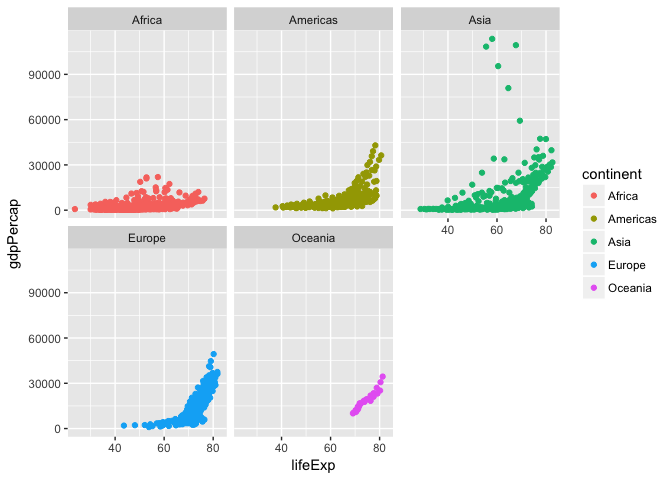 Africa Americas Asia
90000
60000
30000
0
40 60 80
gdpPercap
continent
Africa
Americas
Asia
Europe
Oceania
Europe Oceania
90000
60000
30000
0
40 60 80 40 60 80
lifeExp